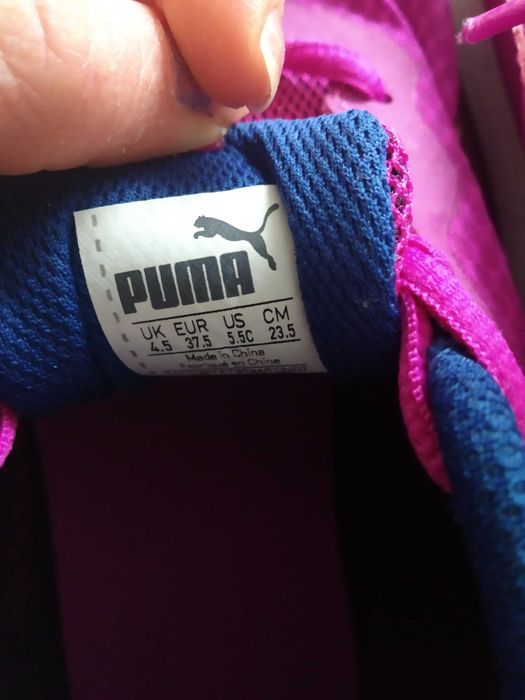 PUMA
UK EUR US CM
4.5 37.5 5.5C 23.5
Made in China
Fabriqué en Chine